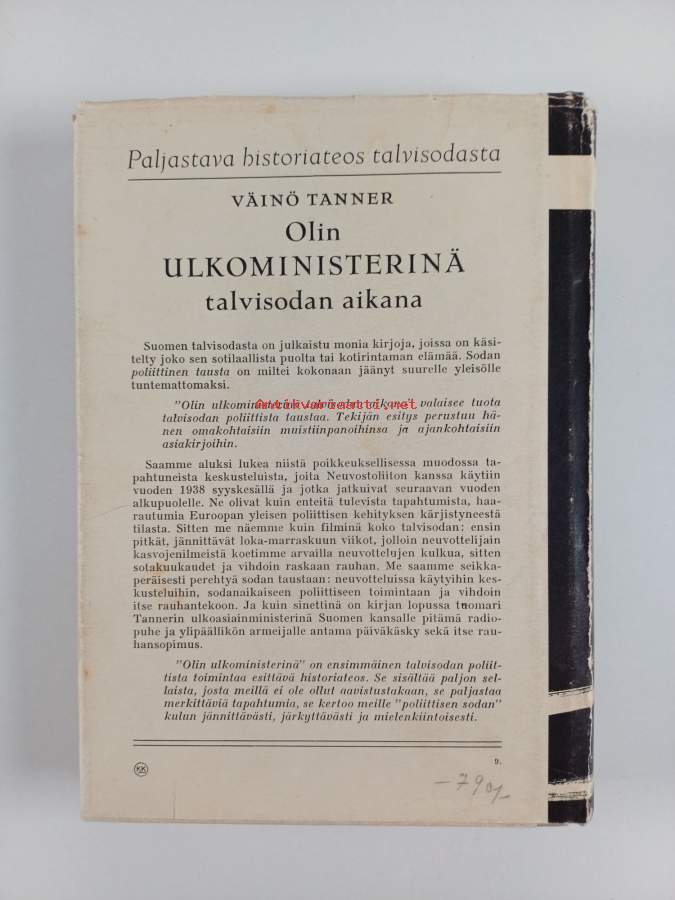 Paljastava historiateos talvisodasta
VÄINÖ TANNER
Olin
ULKOMINISTERINÄ
talvisodan aikana
Suomen talvisodasta on julkaistu monia kirjoja, joissa on käsi-
telty joko sen sotilaallista puolta tai kotirintaman elämää. Sodan
poliittinen tausta on miltei kokonaan jäänyt suurelle yleisölle
tuntemattomaksi.
"Olin ulkoministerinä talvisodan aikana" valaisee tuota
Antikvariaatti.net
talvisodan poliittista taustaa. Tekijän esitys perustuu hä-
nen omakohtaisiin muistiinpanoihinsa ja ajankohtaisiin
asiakirjoihin.
Saamme aluksi lukea niistä poikkeuksellisessa muodossa ta-
pahtuneista keskusteluista, joita Neuvostoliiton kanssa käytiin
vuoden 1938 syyskesällä ja jotka jatkuivat seuraavan vuoden
alkupuolelle. Ne olivat kuin enteitä tulevista tapahtumista, haa-
rautumia Euroopan yleisen poliittisen kehityksen kärjistyneestä
tilasta. Sitten me näemme kuin filminä koko talvisodan: ensin
pitkät, jännittävät loka-marraskuun viikot, jolloin neuvottelijain
kasvojenilmeistä koetimme arvailla neuvottelujen kulkua, sitten
sotakuukaudet ja vihdoin raskaan rauhan. Me saamme seikka-
peräisesti perehtyä sodan taustaan: neuvotteluissa käytyihin kes-
kusteluihin, sodanaikaiseen poliittiseen toimintaan ja vihdoin
itse rauhantekoon. Ja kuin sinettinä on kirjan lopussa tuomari
Tannerin ulkoasiainministerinä Suomen kansalle pitämä radio-
puhe ja ylipäällikön armeijalle antama päiväkäsky sekä itse rau-
hansopimus.
"Olin ulkoministerinä" on ensimmäinen talvisodan poliit-
tista toimintaa esittävä historiateos. Se sisältää paljon sel-
laista, josta meillä ei ole ollut aavistustakaan, se paljastaa
merkittäviä tapahtumia, se kertoo meille "poliittisen sodan"
kulun jännittävästi, järkyttävästi ja mielenkiintoisesti.
KK
9.